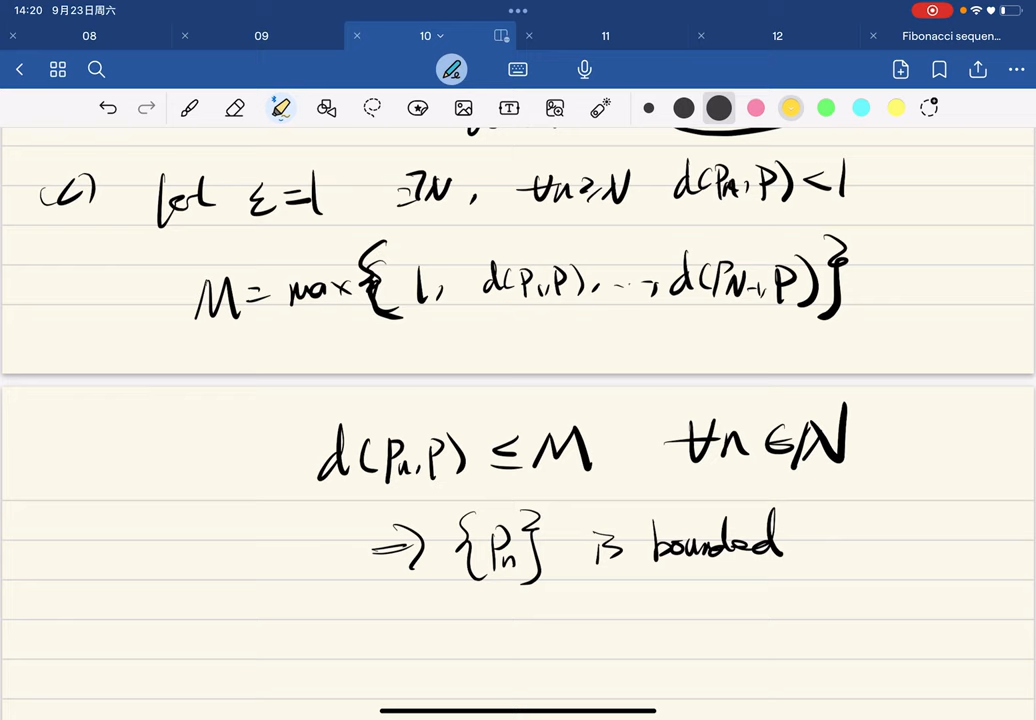 14:20 9月23日周六
08 09 10 11 12 Fibonacci sequen...
(c) let ε=1 ∃N, ∀n≥N d(Pn,P)<1
M = max{1, d(P1,P), ..., d(PN-1,P)}
d(Pn,P) ≤ M ∀n∈N
⇒ {Pn} is bounded